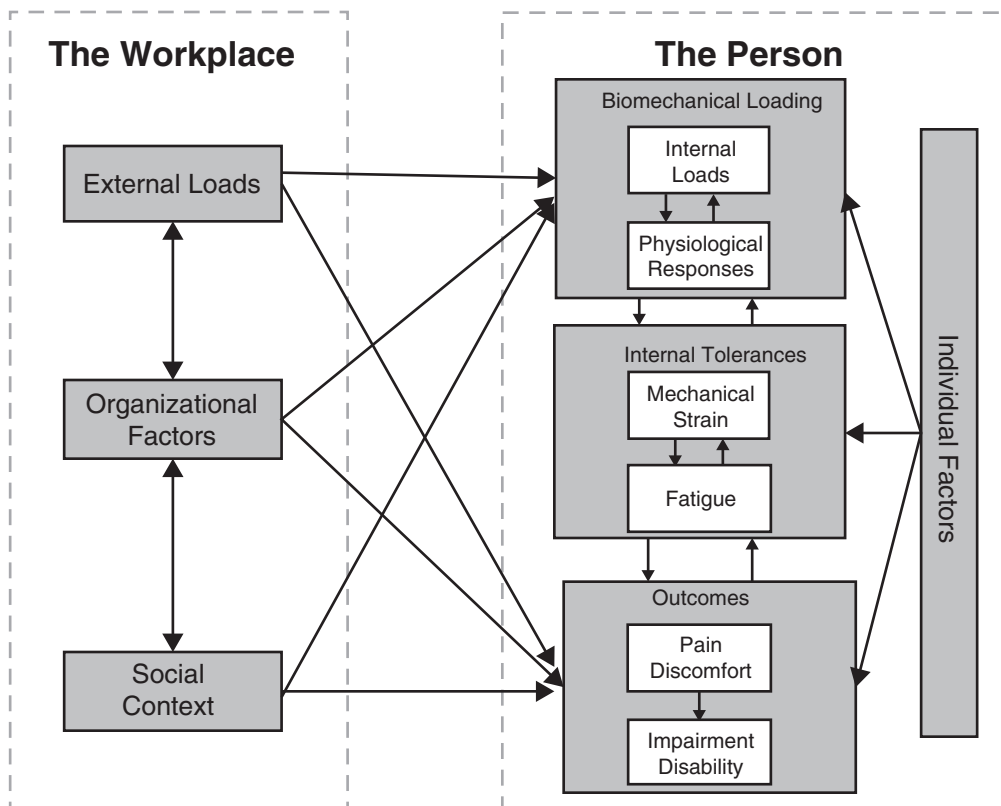 The Workplace
External Loads
Organizational
Factors
Social
Context
The Person
Biomechanical Loading
Internal
Loads
Physiological
Responses
Internal Tolerances
Mechanical
Strain
Fatigue
Outcomes
Pain
Discomfort
Impairment
Disability
Individual Factors